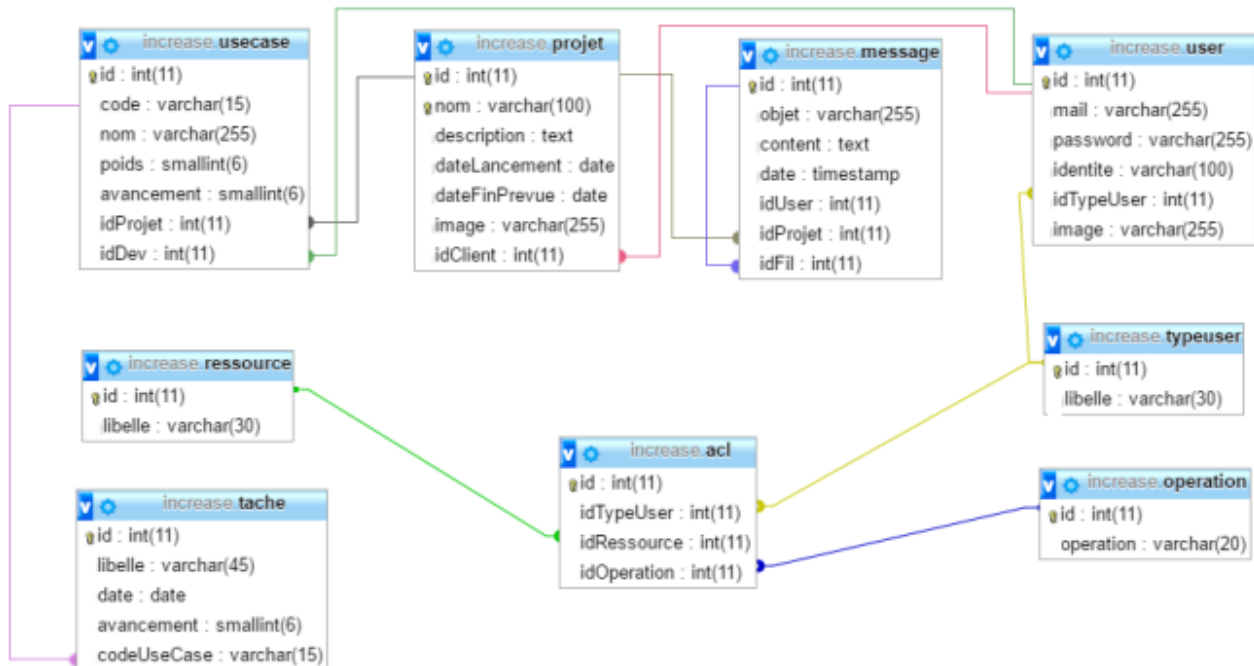 increase.usecase
id : int(11)
code : varchar(15)
nom : varchar(255)
poids : smallint(6)
avancement : smallint(6)
idProjet : int(11)
idDev : int(11)
increase.projet
id : int(11)
nom : varchar(100)
description : text
dateLancement : date
dateFinPrevue : date
image : varchar(255)
idClient : int(11)
increase.message
id : int(11)
objet : varchar(255)
content : text
date : timestamp
idUser : int(11)
idProjet : int(11)
idFil : int(11)
increase.user
id : int(11)
mail : varchar(255)
password : varchar(255)
identite : varchar(100)
idTypeUser : int(11)
image : varchar(255)
increase.ressource
id : int(11)
libelle : varchar(30)
increase.typeuser
id : int(11)
libelle : varchar(30)
increase.acl
id : int(11)
idTypeUser : int(11)
idRessource : int(11)
idOperation : int(11)
increase.operation
id : int(11)
operation : varchar(20)
increase.tache
id : int(11)
libelle : varchar(45)
date : date
avancement : smallint(6)
codeUseCase : varchar(15)